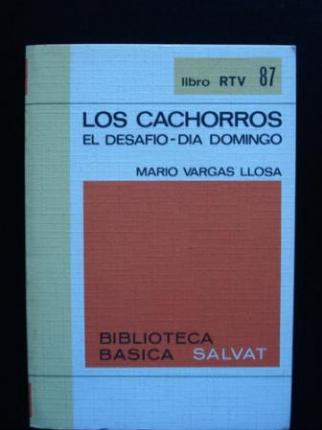 libro RTV 87
LOS CACHORROS
EL DESAFIO-DIA DOMINGO
MARIO VARGAS LLOSA
BIBLIOTECA
BASICA SALVAT